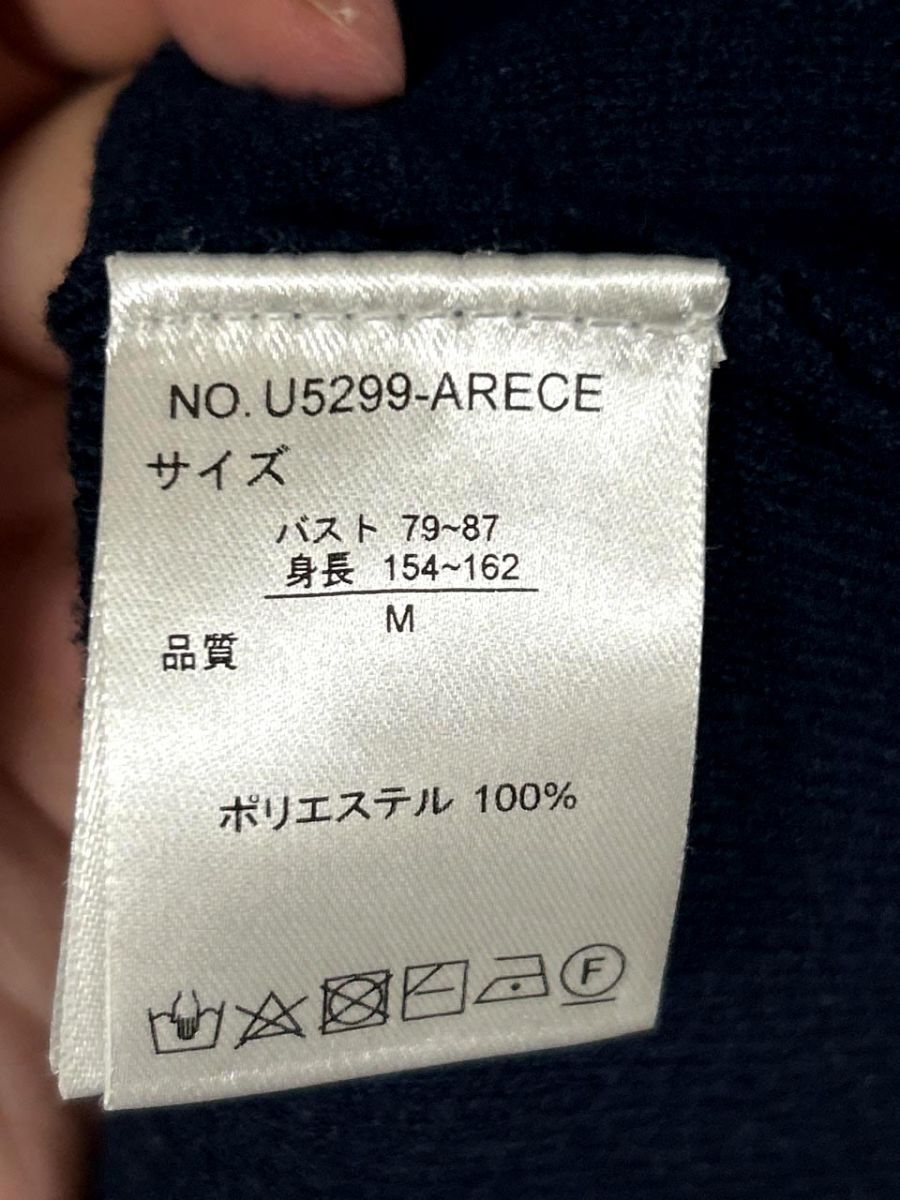 NO. U5299-ARECE
サイズ
バスト 79~87
身長 154~162
M
品質
ポリエステル 100%
F